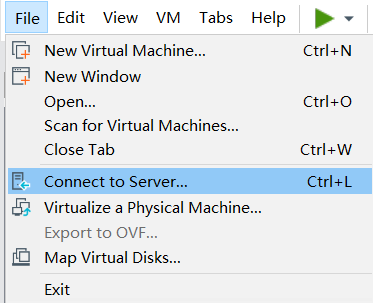 File Edit View VM Tabs Help
New Virtual Machine... Ctrl+N
New Window
Open... Ctrl+O
Scan for Virtual Machines...
Close Tab Ctrl+W
Connect to Server... Ctrl+L
Virtualize a Physical Machine...
Export to OVF...
Map Virtual Disks...
Exit